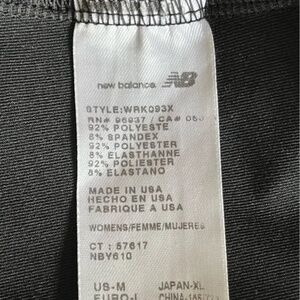 new balance NB
STYLE:WRK093X
RN# 96937 / CA#
92% POLYESTE
8% SPANDEX
92% POLYESTER
8% ELASTHANNE
92% POLIESTER
8% ELASTANO
MADE IN USA
HECHO EN USA
FABRIQUE A USA
WOMENS/FEMME/MUJERES
CT : 57617
NBY610
US-M JAPAN-XL
EURO-L